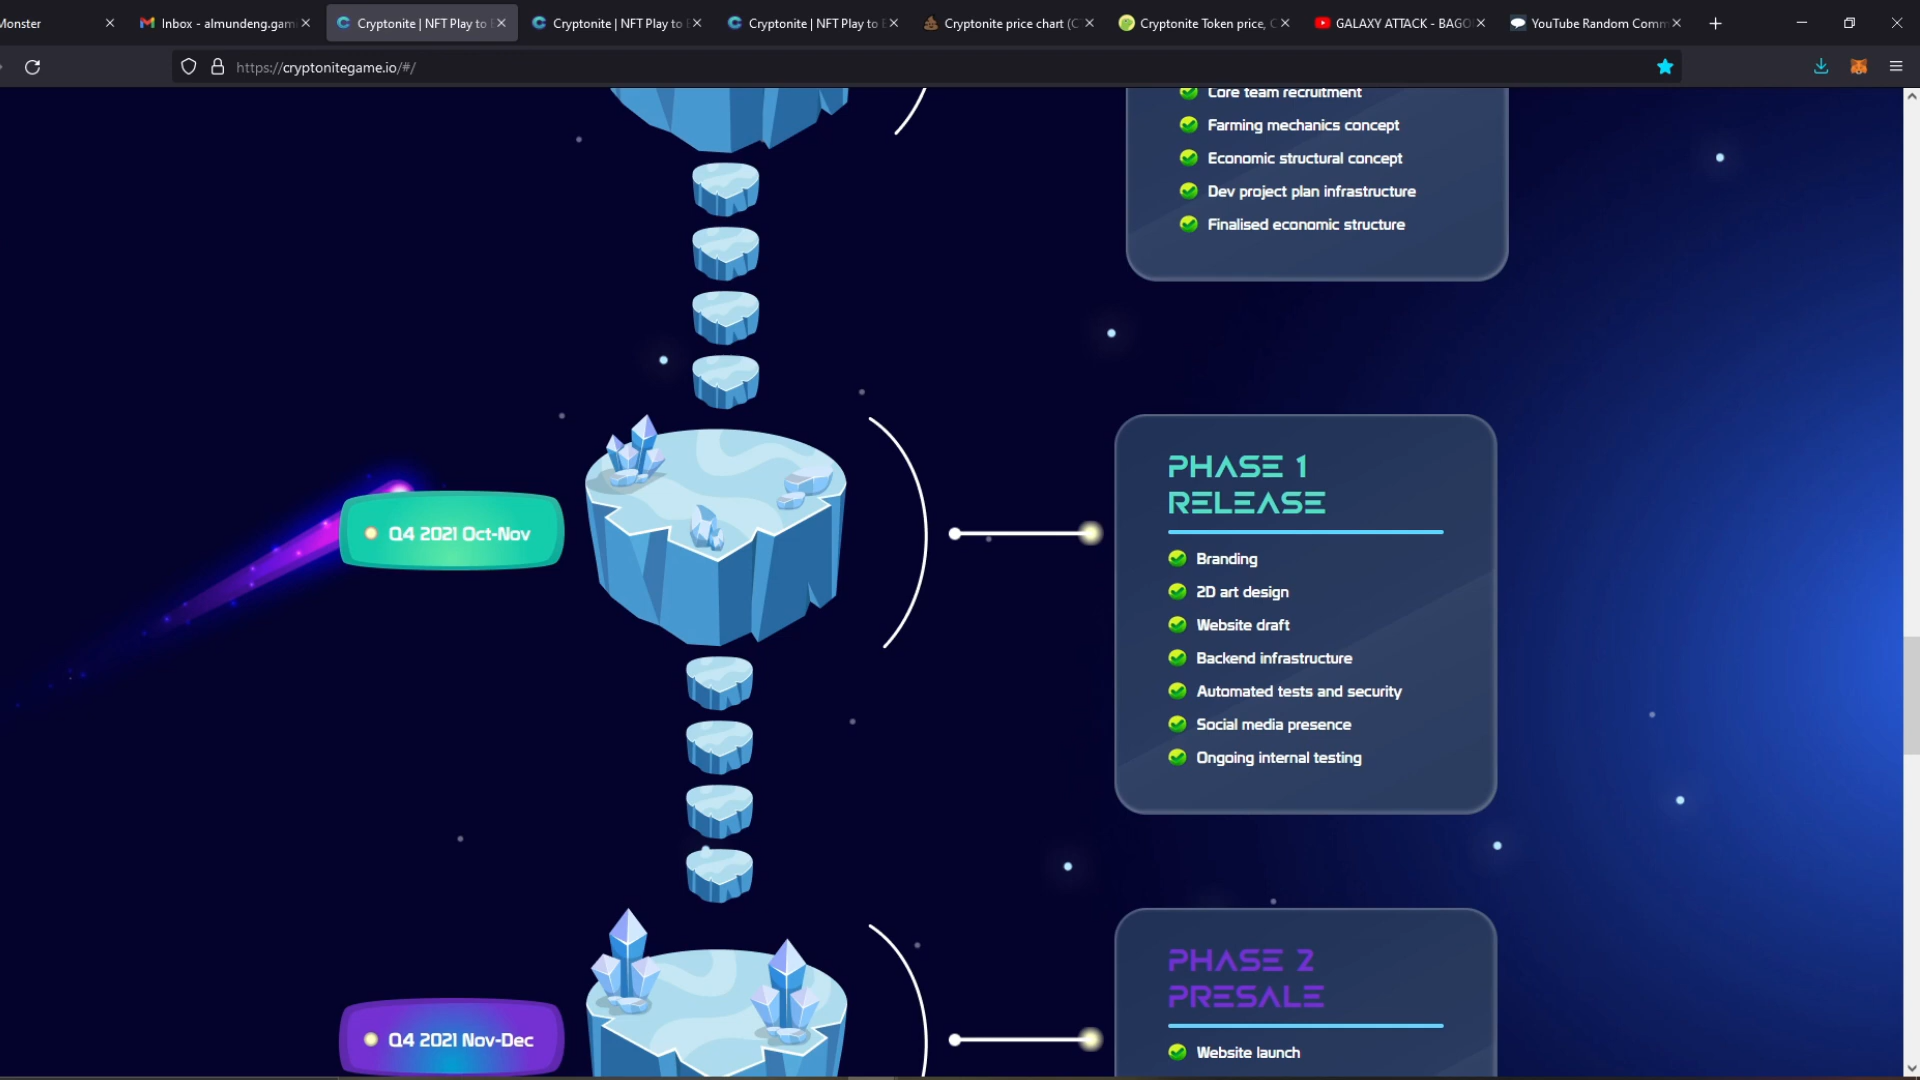 Monster
Inbox - almundeng.gam
Cryptonite | NFT Play to
Cryptonite | NFT Play to
Cryptonite | NFT Play to
Cryptonite price chart (C
Cryptonite Token price,
GALAXY ATTACK - BAGO
YouTube Random Comm
https://cryptonitegame.io/#/
Core team recruitment
Farming mechanics concept
Economic structural concept
Dev project plan infrastructure
Finalised economic structure
Q4 2021 Oct-Nov
PHASE 1
RELEASE
Branding
2D art design
Website draft
Backend infrastructure
Automated tests and security
Social media presence
Ongoing internal testing
Q4 2021 Nov-Dec
PHASE 2
PRESALE
Website launch